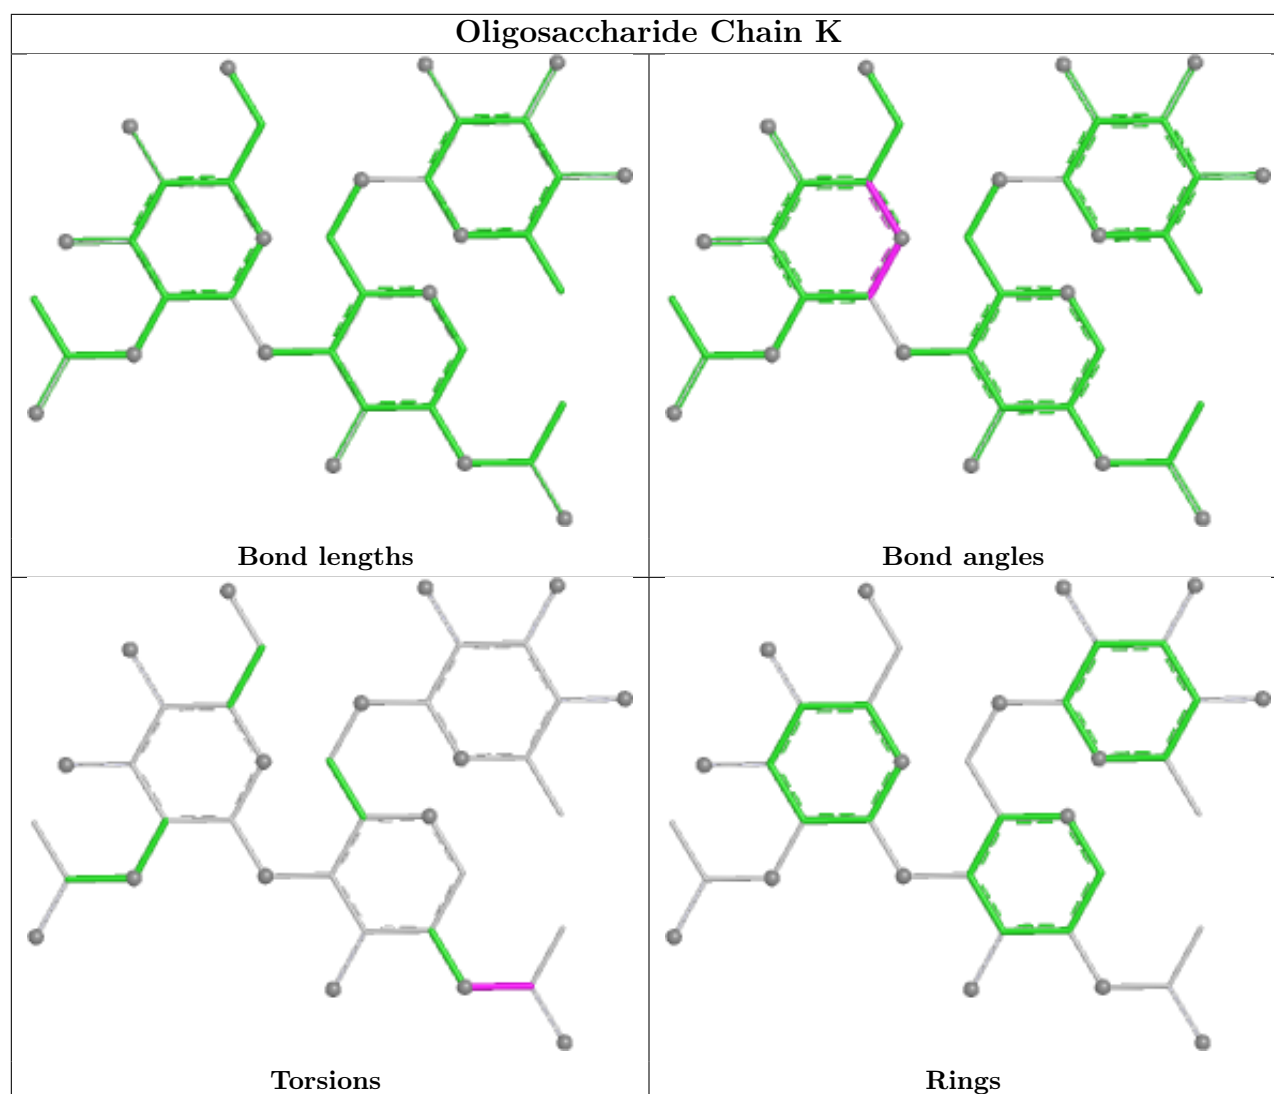 Oligosaccharide Chain K
Bond lengths
Bond angles
Torsions
Rings